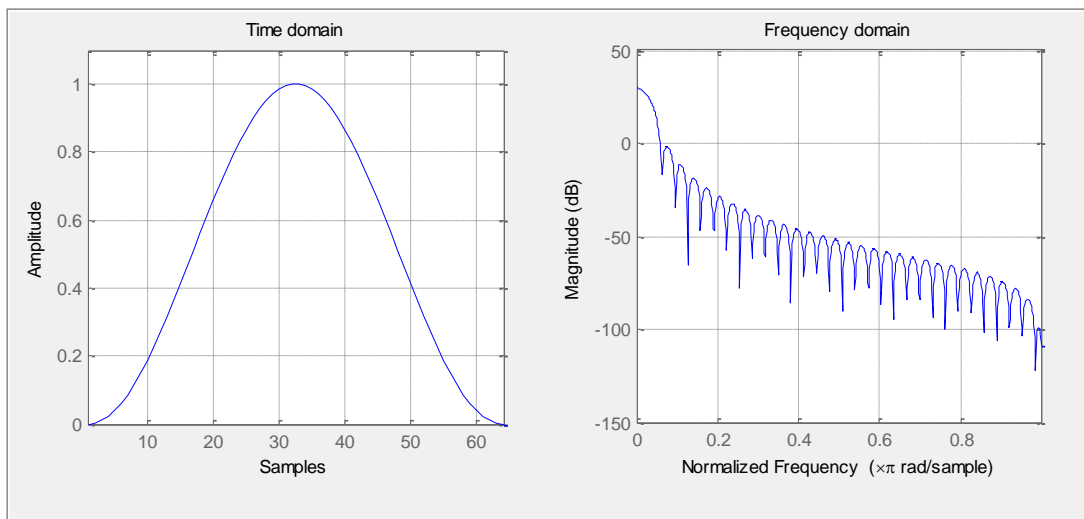 Time domain
Amplitude
1
0.8
0.6
0.4
0.2
0
10 20 30 40 50 60
Samples
Frequency domain
Magnitude (dB)
50
0
-50
-100
-150
0 0.2 0.4 0.6 0.8
Normalized Frequency (×π rad/sample)